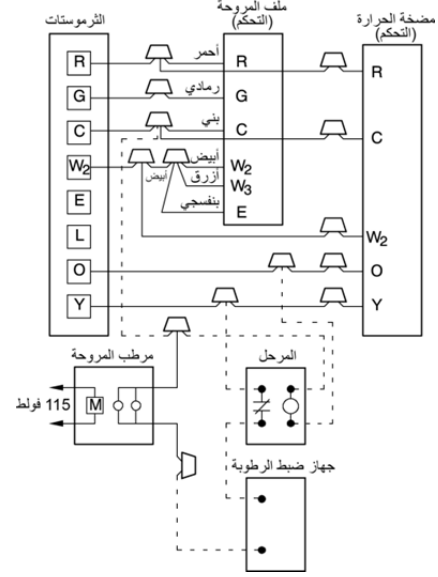 الثرموستات
ملف المروحة
(التحكم)
مضخة الحرارة
(التحكم)
R
G
C
W2
E
L
O
Y
أحمر
رمادي
بني
أبيض
أبيض
أزرق
بنفسجي
R
G
C
W2
W3
E
R
C
W2
O
Y
مرطب المروحة
115 فولط
M
المرحل
جهاز ضبط الرطوبة